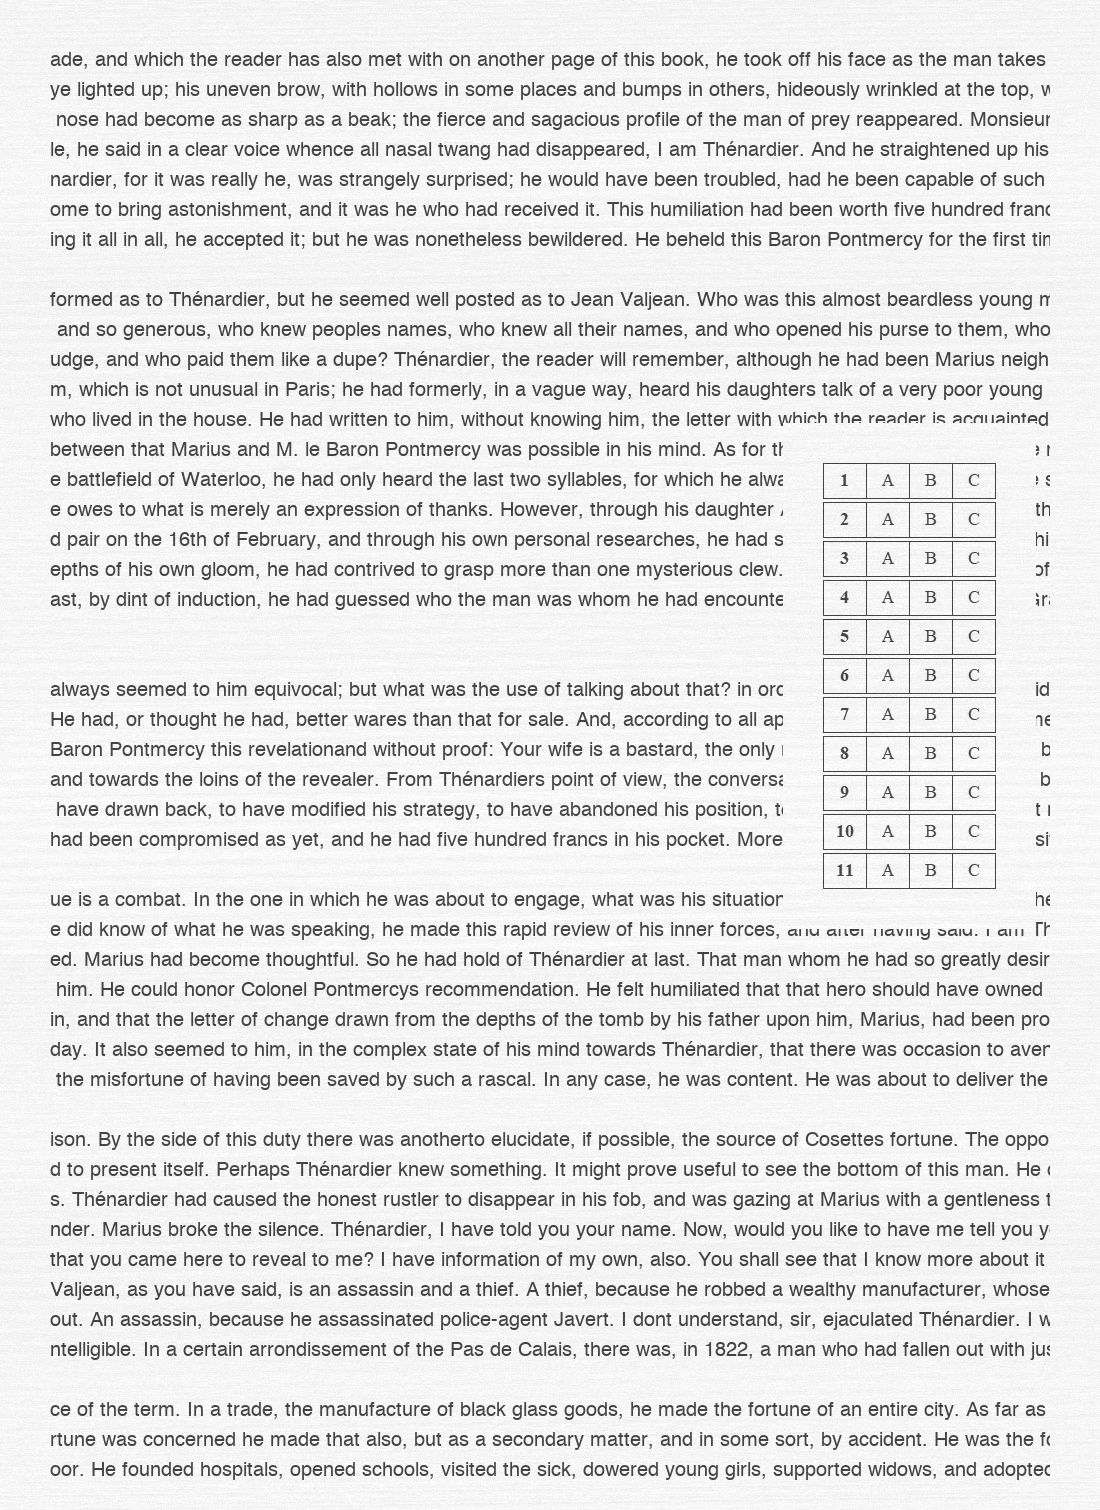 ade, and which the reader has also met with on another page of this book, he took off his face as the man takes
ye lighted up; his uneven brow, with hollows in some places and bumps in others, hideously wrinkled at the top,
nose had become as sharp as a beak; the fierce and sagacious profile of the man of prey reappeared. Monsieur
le, he said in a clear voice whence all nasal twang had disappeared, I am Thénardier. And he straightened up his
nardier, for it was really he, was strangely surprised; he would have been troubled, had he been capable of such
ome to bring astonishment, and it was he who had received it. This humiliation had been worth five hundred franc
ing it all in all, he accepted it; but he was nonetheless bewildered. He beheld this Baron Pontmercy for the first
formed as to Thénardier, but he seemed well posted as to Jean Valjean. Who was this almost beardless young
and so generous, who knew peoples names, who knew all their names, and who opened his purse to them, who
udge, and who paid them like a dupe? Thénardier, the reader will remember, although he had been Marius neigh
m, which is not unusual in Paris; he had formerly, in a vague way, heard his daughters talk of a very poor young
who lived in the house. He had written to him, without knowing him, the letter with which the reader is acquainted
between that Marius and M. le Baron Pontmercy was possible in his mind. As for
e battlefield of Waterloo, he had only heard the last two syllables, for which he alwa
e owes to what is merely an expression of thanks. However, through his daughter th
d pair on the 16th of February, and through his own personal researches, he had s hi
epths of his own gloom, he had contrived to grasp more than one mysterious clew. of
ast, by dint of induction, he had guessed who the man was whom he had encounte
1 A B C
2 A B C
3 A B C
4 A B C
5 A B C
6 A B C
7 A B C
8 A B C
9 A B C
10 A B C
11 A B C
always seemed to him equivocal; but what was the use of talking about that? in id
He had, or thought he had, better wares than that for sale. And, according to all ap
Baron Pontmercy this revelationand without proof: Your wife is a bastard, the only b
and towards the loins of the revealer. From Thénardiers point of view, the conversa b
have drawn back, to have modified his strategy, to have abandoned his position,
had been compromised as yet, and he had five hundred francs in his pocket. More
ue is a combat. In the one in which he was about to engage, what was his situation he
e did know of what he was speaking, he made this rapid review of his inner forces, and after having said: I am Th
ed. Marius had become thoughtful. So he had hold of Thénardier at last. That man whom he had so greatly desir
him. He could honor Colonel Pontmercys recommendation. He felt humiliated that that hero should have owned
in, and that the letter of change drawn from the depths of the tomb by his father upon him, Marius, had been pro
day. It also seemed to him, in the complex state of his mind towards Thénardier, that there was occasion to aven
the misfortune of having been saved by such a rascal. In any case, he was content. He was about to deliver the
ison. By the side of this duty there was anotherto elucidate, if possible, the source of Cosettes fortune. The oppo
d to present itself. Perhaps Thénardier knew something. It might prove useful to see the bottom of this man. He
s. Thénardier had caused the honest rustler to disappear in his fob, and was gazing at Marius with a gentleness
nder. Marius broke the silence. Thénardier, I have told you your name. Now, would you like to have me tell you
that you came here to reveal to me? I have information of my own, also. You shall see that I know more about it
Valjean, as you have said, is an assassin and a thief. A thief, because he robbed a wealthy manufacturer, whose
out. An assassin, because he assassinated police-agent Javert. I dont understand, sir, ejaculated Thénardier. I
ntelligible. In a certain arrondissement of the Pas de Calais, there was, in 1822, a man who had fallen out with jus
ce of the term. In a trade, the manufacture of black glass goods, he made the fortune of an entire city. As far as
rtune was concerned he made that also, but as a secondary matter, and in some sort, by accident. He was the
oor. He founded hospitals, opened schools, visited the sick, dowered young girls, supported widows, and adopted